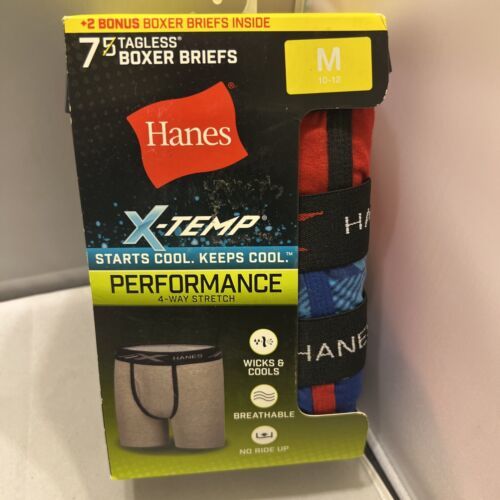 +2 BONUS BOXER BRIEFS INSIDE
7 5 TAGLESS®
BOXER BRIEFS
M
10-12
Hanes
X-TEMP®
STARTS COOL. KEEPS COOL.™
PERFORMANCE
4-WAY STRETCH
HANES
WICKS &
COOLS
BREATHABLE
NO RIDE UP
HA
HANES